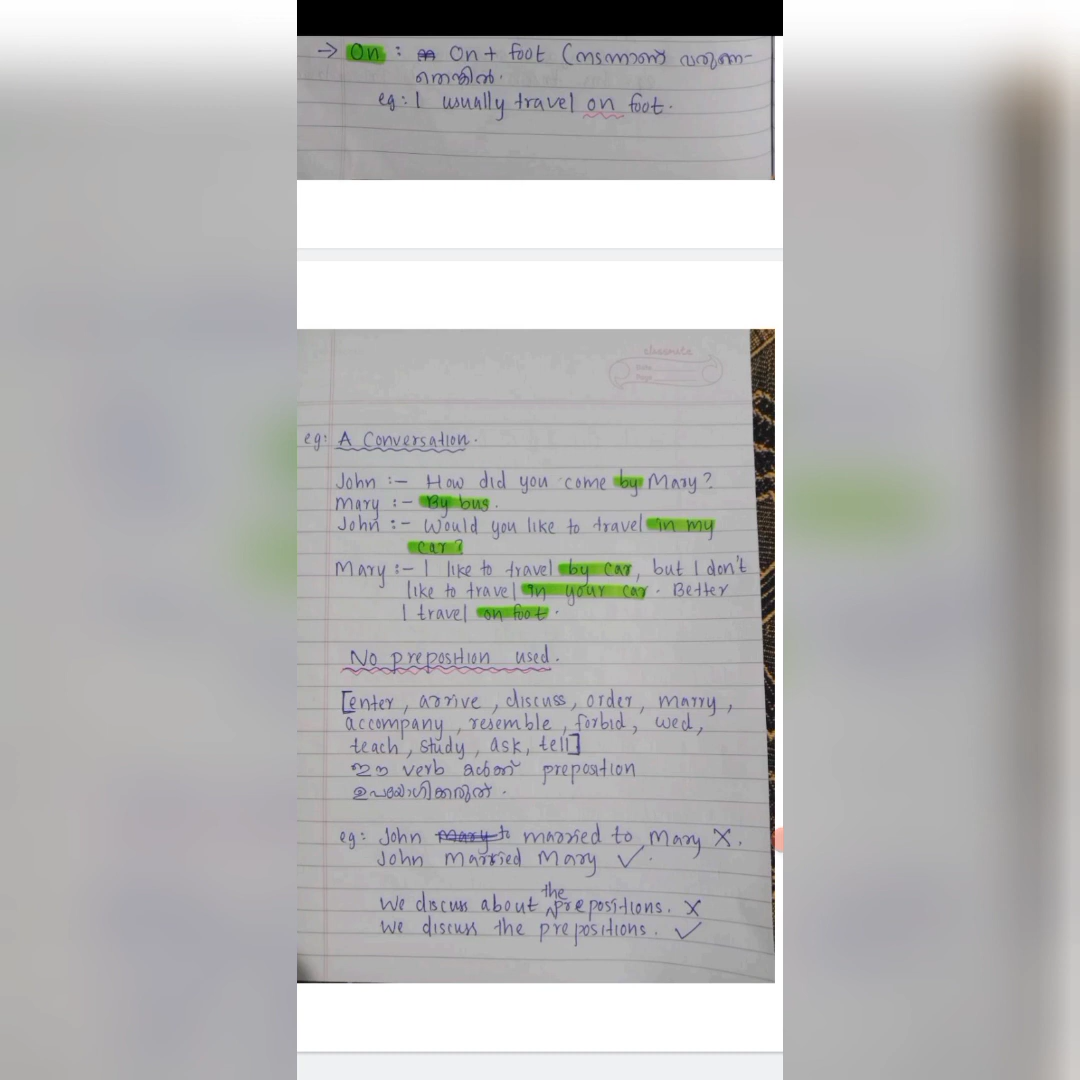 → On : On + foot (നടന്നാണ് വരുന്ന-
തെങ്കിൽ.
eg: I usually travel on foot.
classmate
Date
Page
eg: A Conversation.
John :- How did you come by Mary?
Mary :- By bus.
John :- Would you like to travel in my
car?
Mary :- I like to travel by car, but I don't
like to travel in your car. Better
I travel on foot.
No preposition used.
[enter, arrive, discuss, order, marry,
accompany, resemble, forbid, wed,
teach, study, ask, tell]
ഈ verb കൾക്ക് preposition
ഉപയോഗിക്കരുത്.
eg: John married to Mary X.
John married Mary ✓.
We discuss about the prepositions. X
We discuss the prepositions. ✓